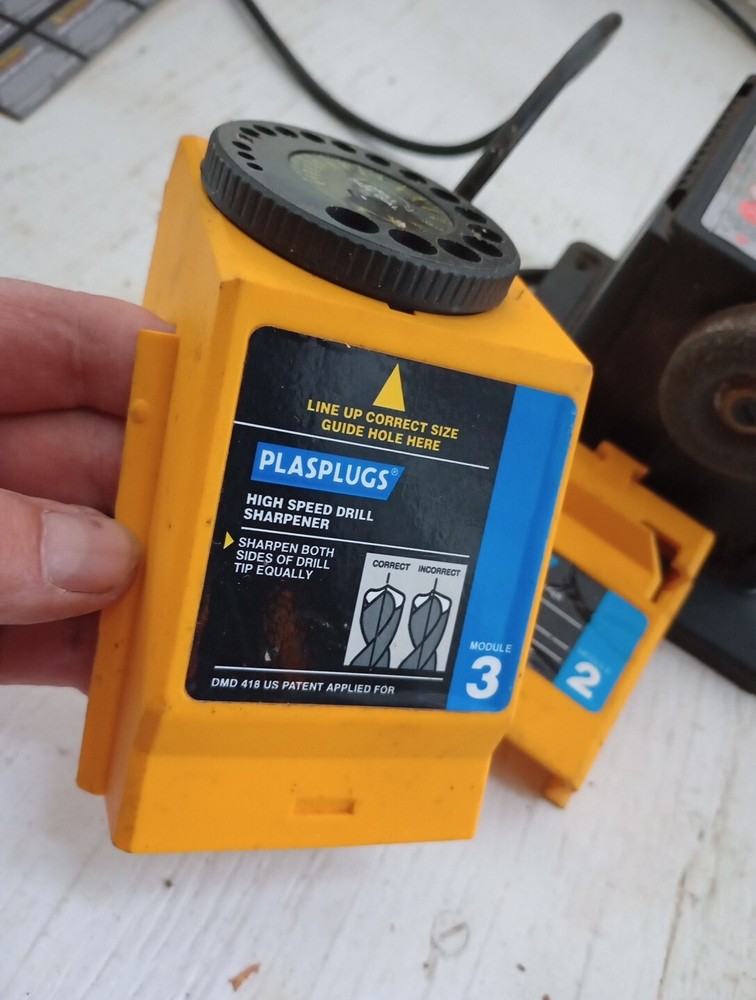 LINE UP CORRECT SIZE
GUIDE HOLE HERE
PLASPLUGS®
HIGH SPEED DRILL
SHARPENER
SHARPEN BOTH
SIDES OF DRILL
TIP EQUALLY
CORRECT INCORRECT
MODULE
3
DMD 418 US PATENT APPLIED FOR
MODULE
2